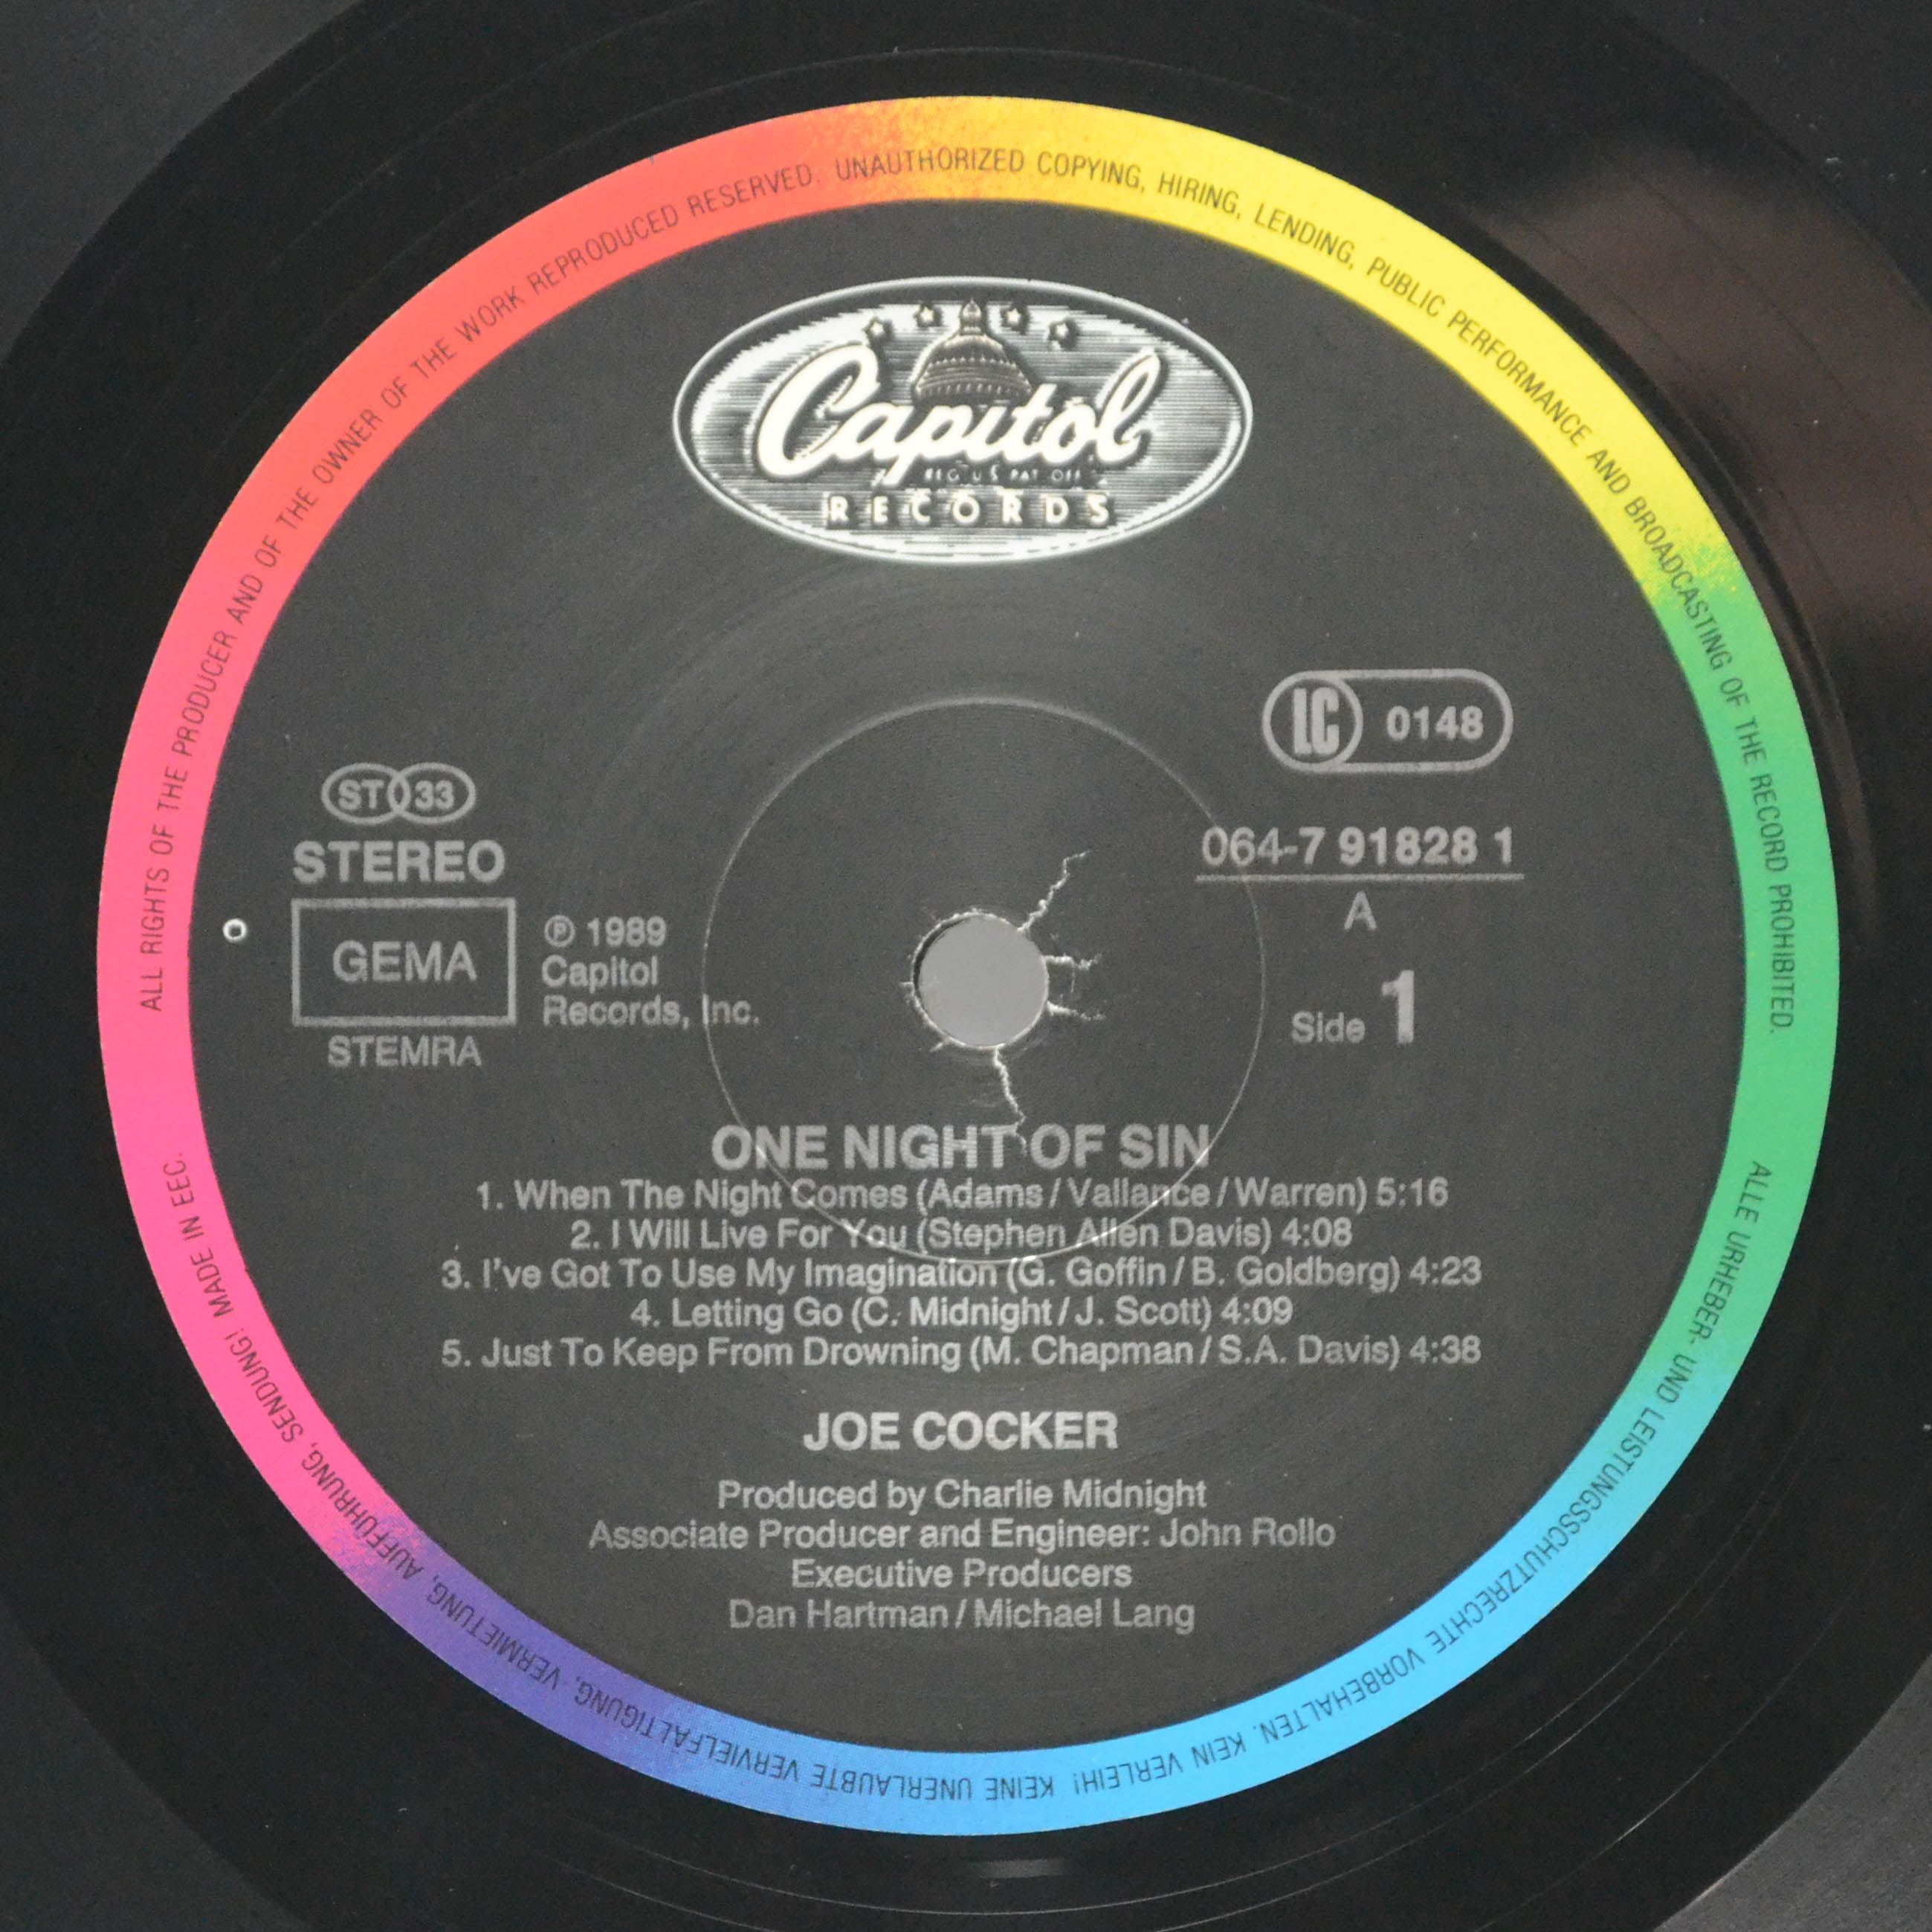 ALL RIGHTS OF THE PRODUCER AND OF THE OWNER OF THE WORK REPRODUCED RESERVED. UNAUTHORIZED COPYING, HIRING, LENDING, PUBLIC PERFORMANCE AND BROADCASTING OF THE RECORD PROHIBITED.
Capitol
REG U S PAT OFF
RECORDS
LC 0148
ST 33
STEREO
GEMA
STEMRA
℗ 1989
Capitol
Records, Inc.
064-7 91828 1
A
Side 1
ONE NIGHT OF SIN
1. When The Night Comes (Adams / Vallance / Warren) 5:16
2. I Will Live For You (Stephen Allen Davis) 4:08
3. I've Got To Use My Imagination (G. Goffin / B. Goldberg) 4:23
4. Letting Go (C. Midnight / J. Scott) 4:09
5. Just To Keep From Drowning (M. Chapman / S.A. Davis) 4:38
JOE COCKER
Produced by Charlie Midnight
Associate Producer and Engineer: John Rollo
Executive Producers
Dan Hartman / Michael Lang
ALLE URHEBER- UND LEISTUNGSSCHUTZRECHTE VORBEHALTEN. KEIN VERLEIH! KEINE UNERLAUBTE VERVIELFÄLTIGUNG, VERMIETUNG, AUFFÜHRUNG, SENDUNG! MADE IN EEC.